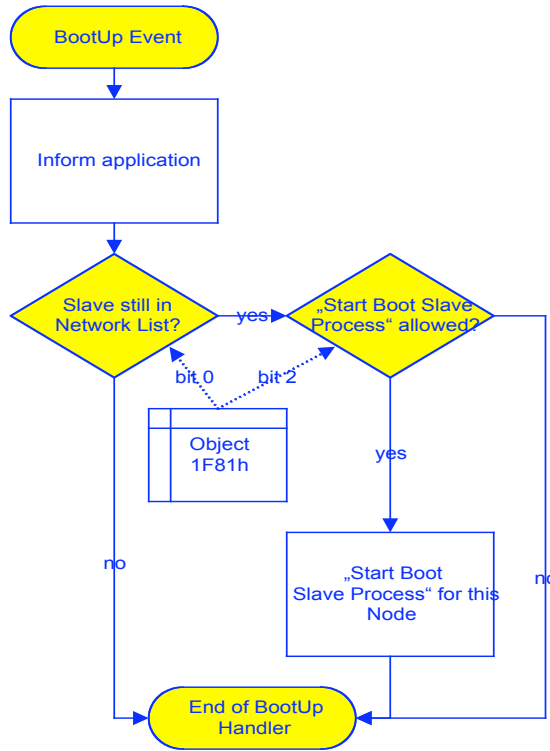 BootUp Event
Inform application
Slave still in
Network List?
yes
„Start Boot Slave
Process“ allowed?
bit 0
bit 2
Object
1F81h
yes
no
„Start Boot
Slave Process“ for this
Node
no
End of BootUp
Handler